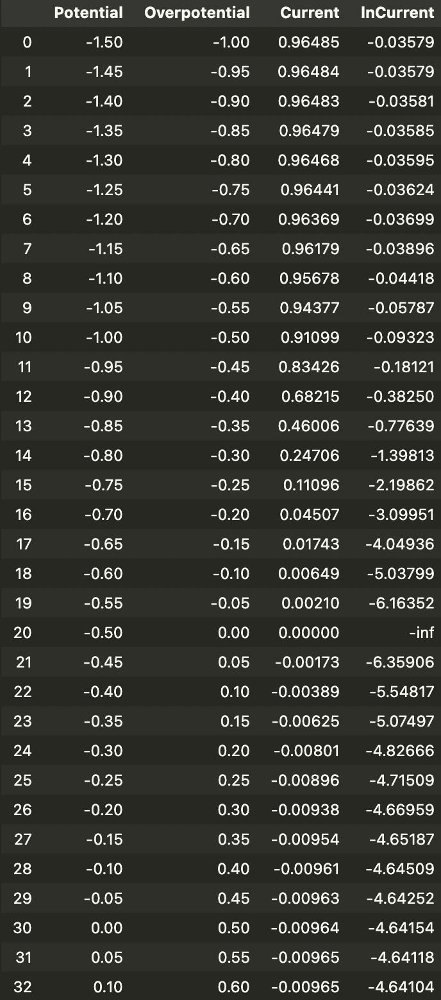 Potential Overpotential Current lnCurrent
0 -1.50 -1.00 0.96485 -0.03579
1 -1.45 -0.95 0.96484 -0.03579
2 -1.40 -0.90 0.96483 -0.03581
3 -1.35 -0.85 0.96479 -0.03585
4 -1.30 -0.80 0.96468 -0.03595
5 -1.25 -0.75 0.96441 -0.03624
6 -1.20 -0.70 0.96369 -0.03699
7 -1.15 -0.65 0.96179 -0.03896
8 -1.10 -0.60 0.95678 -0.04418
9 -1.05 -0.55 0.94377 -0.05787
10 -1.00 -0.50 0.91099 -0.09323
11 -0.95 -0.45 0.83426 -0.18121
12 -0.90 -0.40 0.68215 -0.38250
13 -0.85 -0.35 0.46006 -0.77639
14 -0.80 -0.30 0.24706 -1.39813
15 -0.75 -0.25 0.11096 -2.19862
16 -0.70 -0.20 0.04507 -3.09951
17 -0.65 -0.15 0.01743 -4.04936
18 -0.60 -0.10 0.00649 -5.03799
19 -0.55 -0.05 0.00210 -6.16352
20 -0.50 0.00 0.00000 -inf
21 -0.45 0.05 -0.00173 -6.35906
22 -0.40 0.10 -0.00389 -5.54817
23 -0.35 0.15 -0.00625 -5.07497
24 -0.30 0.20 -0.00801 -4.82666
25 -0.25 0.25 -0.00896 -4.71509
26 -0.20 0.30 -0.00938 -4.66959
27 -0.15 0.35 -0.00954 -4.65187
28 -0.10 0.40 -0.00961 -4.64509
29 -0.05 0.45 -0.00963 -4.64252
30 0.00 0.50 -0.00964 -4.64154
31 0.05 0.55 -0.00965 -4.64118
32 0.10 0.60 -0.00965 -4.64104